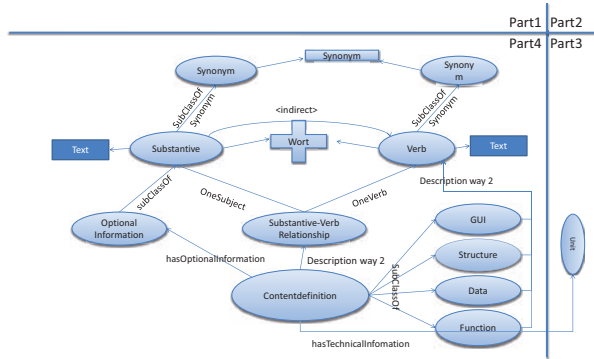 Part1 Part2
Part4 Part3
Synonym
Synonym
Synony
m
SubClassOf
Synonym
SubClassOf
Synonym
<indirect>
Text
Substantive
Wort
Verb
Text
Description way 2
subClassOf
OneSubject
OneVerb
Optional
Information
Substantive-Verb
Relationship
GUI
Unit
hasOptionalInformation
Description way 2
SubClassOf
Structure
Contentdefinition
Data
Function
hasTechnicalInfomation